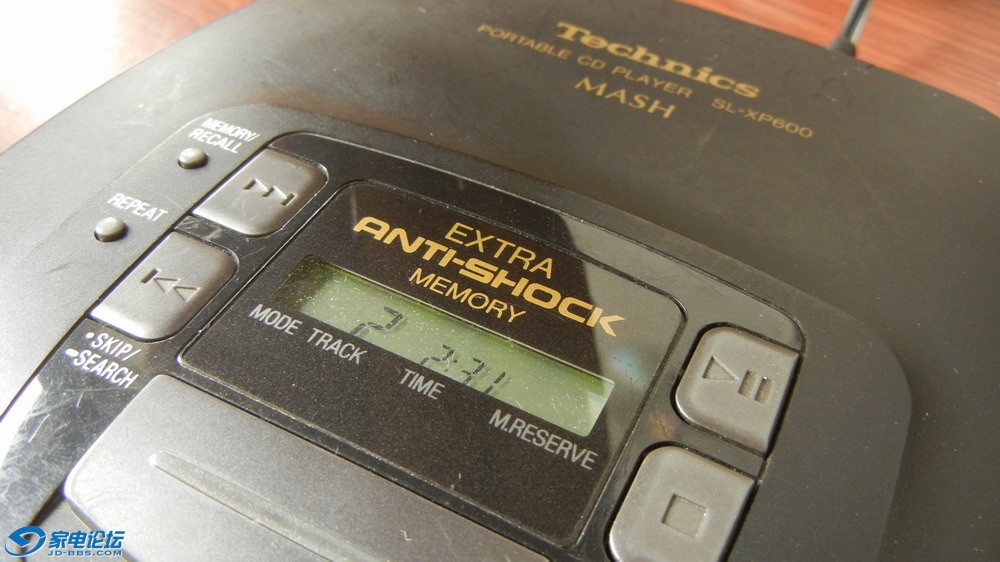 Technics
PORTABLE CD PLAYER SL-XP600
MASH
MEMORY/
RECALL
REPEAT
EXTRA
ANTI-SHOCK
MEMORY
2 2:31
MODE TRACK TIME M.RESERVE
•SKIP/
-SEARCH
家电论坛
JD-BBS.COM